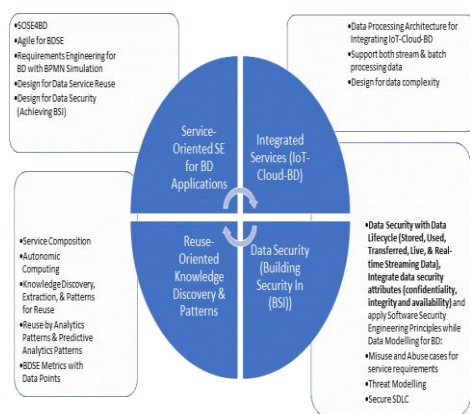 •SOSE4BD
•Agile for BDSE
•Requirements Engineering for
BD with BPMN Simulation
•Design for Data Service Reuse
•Design for Data Security
(Achieving BSI)
•Data Processing Architecture for
Integrating IoT-Cloud-BD
•Support both stream & batch
processing data
•Design for data complexity
Service-
Oriented SE
for BD
Applications
Integrated
Services (IoT-
Cloud-BD)
Reuse-
Oriented
Knowledge
Discovery &
Patterns
Data Security
(Building
Security In
(BSI))
•Service Composition
•Autonomic
Computing
•Knowledge Discovery,
Extraction, & Patterns
for Reuse
•Reuse by Analytics
Patterns & Predictive
Analytics Patterns
•BDSE Metrics with
Data Points
•Data Security with Data
Lifecycle (Stored, Used,
Transferred, Live, & Real-
time Streaming Data),
Integrate data security
attributes (confidentiality,
integrity and availability) and
apply Software Security
Engineering Principles while
Data Modelling for BD:
•Misuse and Abuse cases for
service requirements
•Threat Modelling
•Secure SDLC